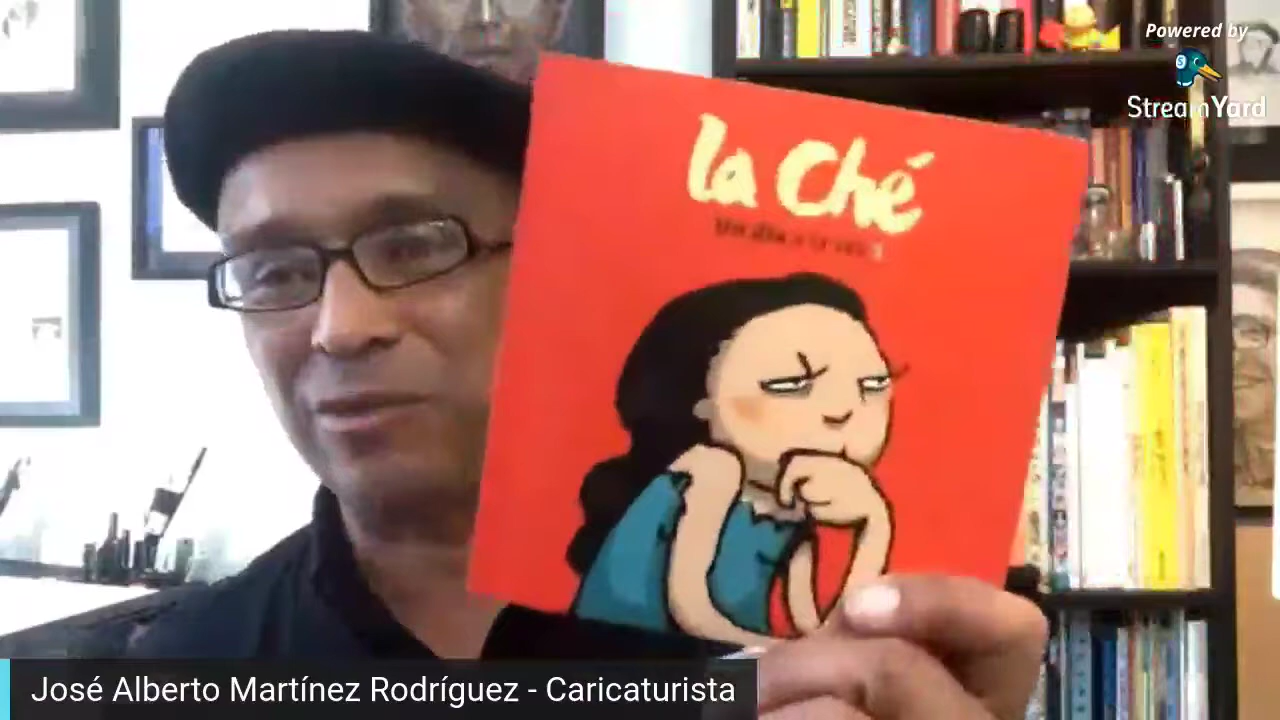 Powered by
StreamYard
la Ché
José Alberto Martínez Rodríguez - Caricaturista